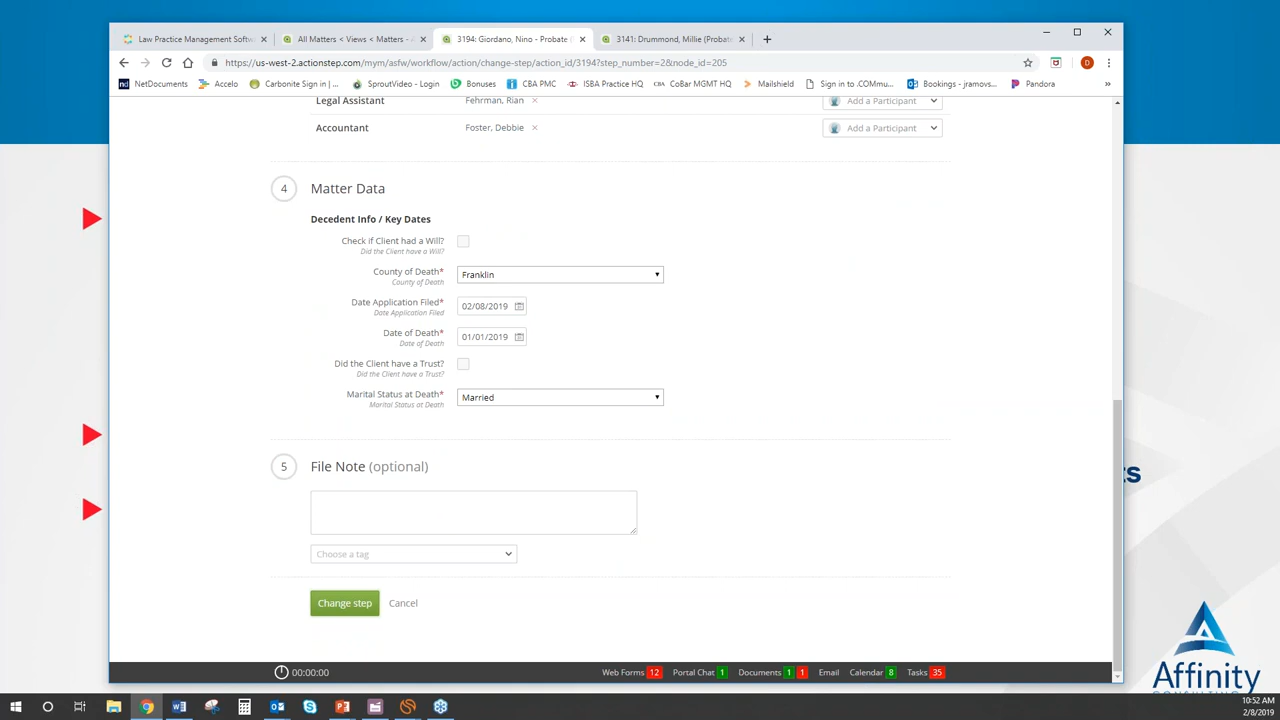 Law Practice Management Softw
All Matters < Views < Matters - A
3194: Giordano, Nino - Probate
3141: Drummond, Millie (Probate
https://us-west-2.actionstep.com/mym/asfw/workflow/action/change-step/action_id/3194?step_number=2&node_id=205
D
nd NetDocuments
Accelo
Carbonite Sign in | ...
SproutVideo - Login
Bonuses
CBA PMC
ISBA Practice HQ
CBA CoBar MGMT HQ
Mailshield
Sign in to .COMmu...
Bookings - jramovs...
Pandora
»
Legal Assistant Fehrman, Rian × Add a Participant
Accountant Foster, Debbie × Add a Participant
4 Matter Data
Decedent Info / Key Dates
Check if Client had a Will?
Did the Client have a Will?
County of Death* Franklin
County of Death
Date Application Filed* 02/08/2019
Date Application Filed
Date of Death* 01/01/2019
Date of Death
Did the Client have a Trust?
Did the Client have a Trust?
Marital Status at Death* Married
Marital Status at Death
5 File Note (optional)
Choose a tag
Change step Cancel
ts
00:00:00 Web Forms 12 Portal Chat 1 Documents 1 1 Email Calendar 8 Tasks 35
Affinity
10:52 AM
2/8/2019